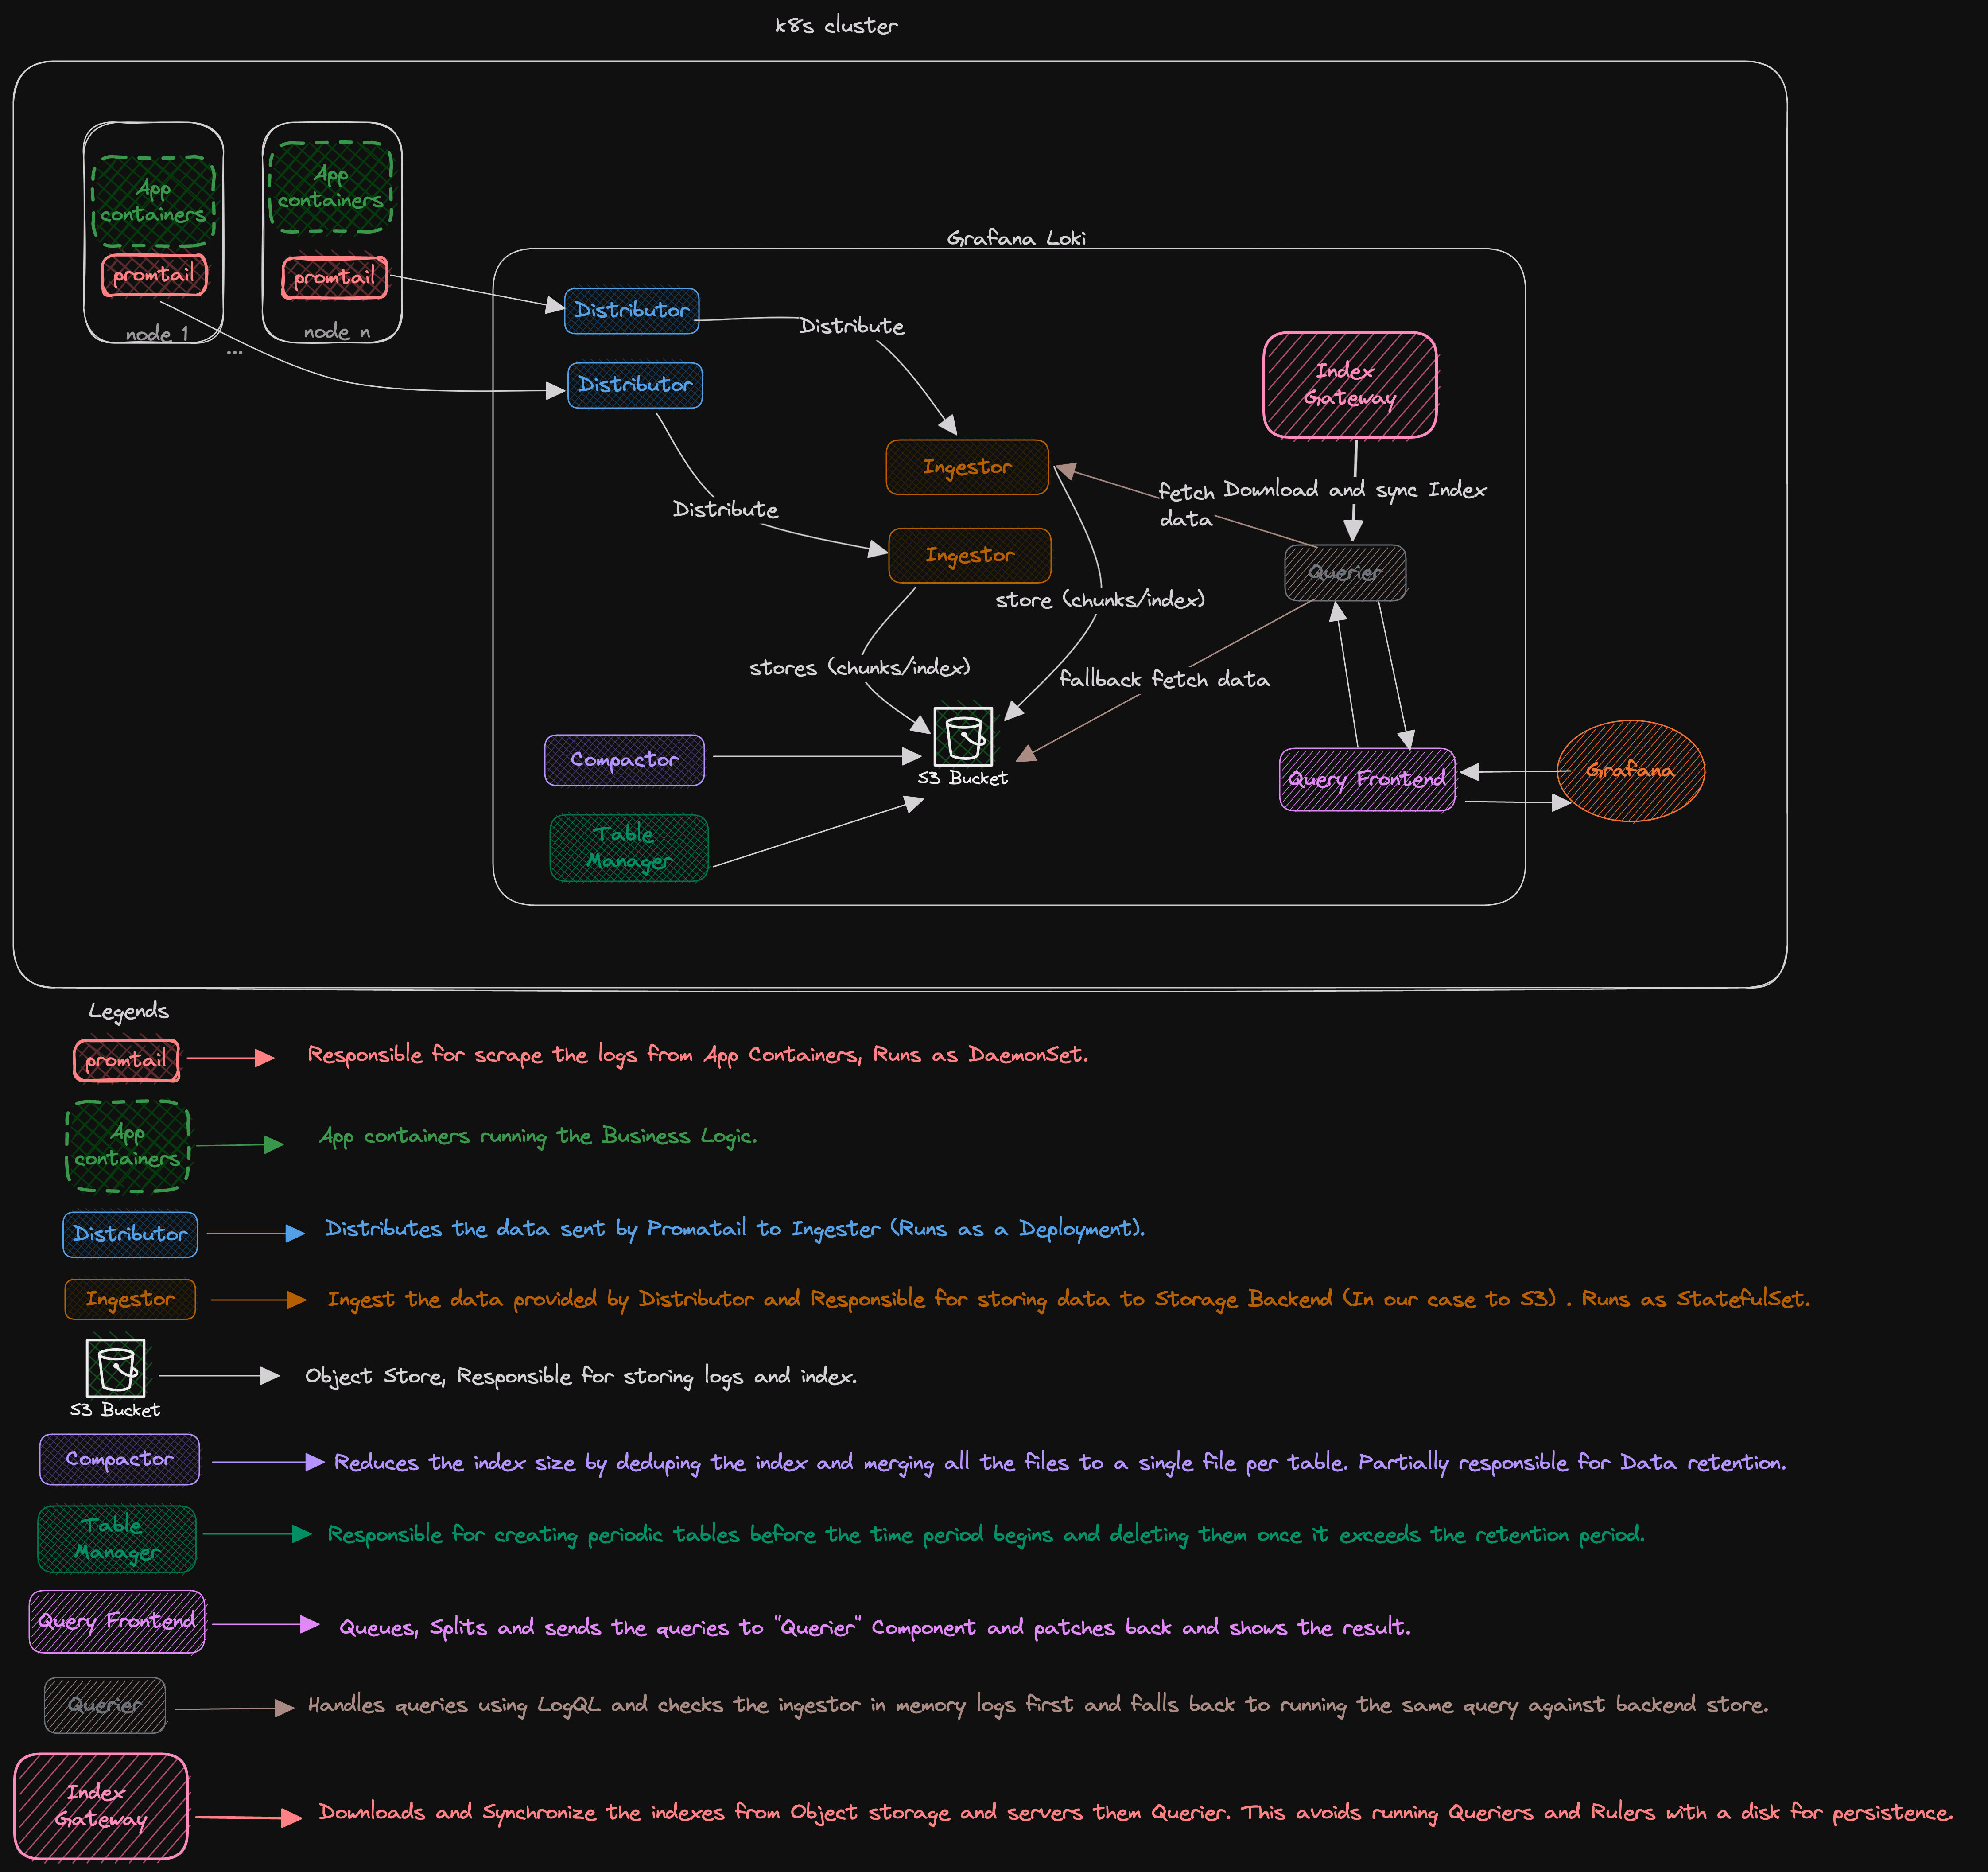 k8s cluster
App
containers
promtail
node 1
...
App
containers
promtail
node n
Grafana Loki
Distributor
Distribute
Distributor
Distribute
Index
Gateway
Ingestor
fetch
data
Download and sync Index
Ingestor
Querier
store (chunks/index)
stores (chunks/index)
fallback fetch data
Compactor
S3 Bucket
Query Frontend
Grafana
Table
Manager
Legends
promtail
Responsible for scrape the logs from App Containers, Runs as DaemonSet.
App
containers
App containers running the Business Logic.
Distributor
Distributes the data sent by Promatail to Ingester (Runs as a Deployment).
Ingestor
Ingest the data provided by Distributor and Responsible for storing data to Storage Backend (In our case to S3) . Runs as StatefulSet.
S3 Bucket
Object Store, Responsible for storing logs and index.
Compactor
Reduces the index size by deduping the index and merging all the files to a single file per table. Partially responsible for Data retention.
Table
Manager
Responsible for creating periodic tables before the time period begins and deleting them once it exceeds the retention period.
Query Frontend
Queues, Splits and sends the queries to "Querier" Component and patches back and shows the result.
Querier
Handles queries using LogQL and checks the ingestor in memory logs first and falls back to running the same query against backend store.
Index
Gateway
Downloads and Synchronize the indexes from Object storage and servers them Querier. This avoids running Queriers and Rulers with a disk for persistence.